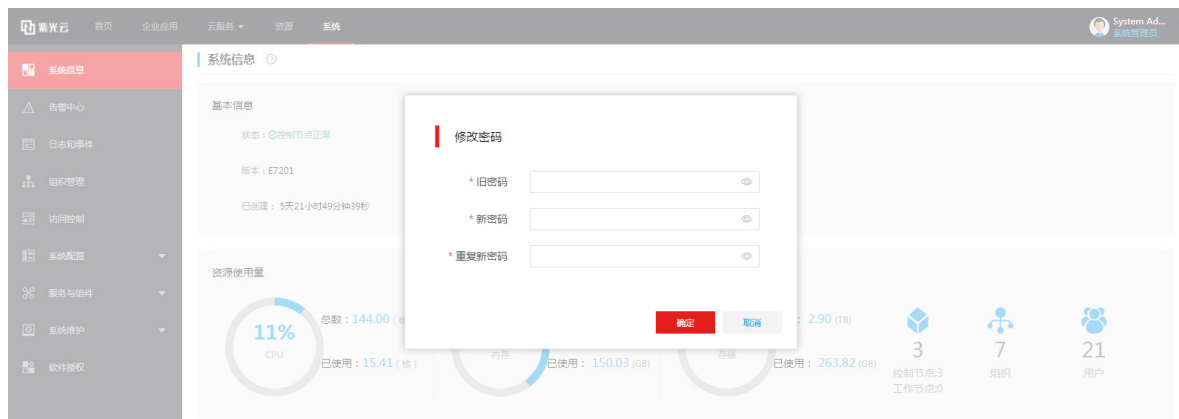 紫光云 首页 企业应用 云服务 资源 系统
System Ad...
系统管理员
系统信息
告警中心
日志和事件
组织管理
访问控制
系统配置
服务与组件
系统维护
软件授权
系统信息
基本信息
状态：控制节点正常
版本：E7201
已创建： 5天21小时49分钟39秒
修改密码
* 旧密码
* 新密码
* 重复新密码
确定 取消
资源使用量
11%
CPU
总数：144.00
已使用：15.41 (核)
内存
已使用： 150.03 (GB)
存储
： 2.90 (TB)
已使用： 263.82 (GB)
3
控制节点:3
工作节点:0
7
组织
21
用户